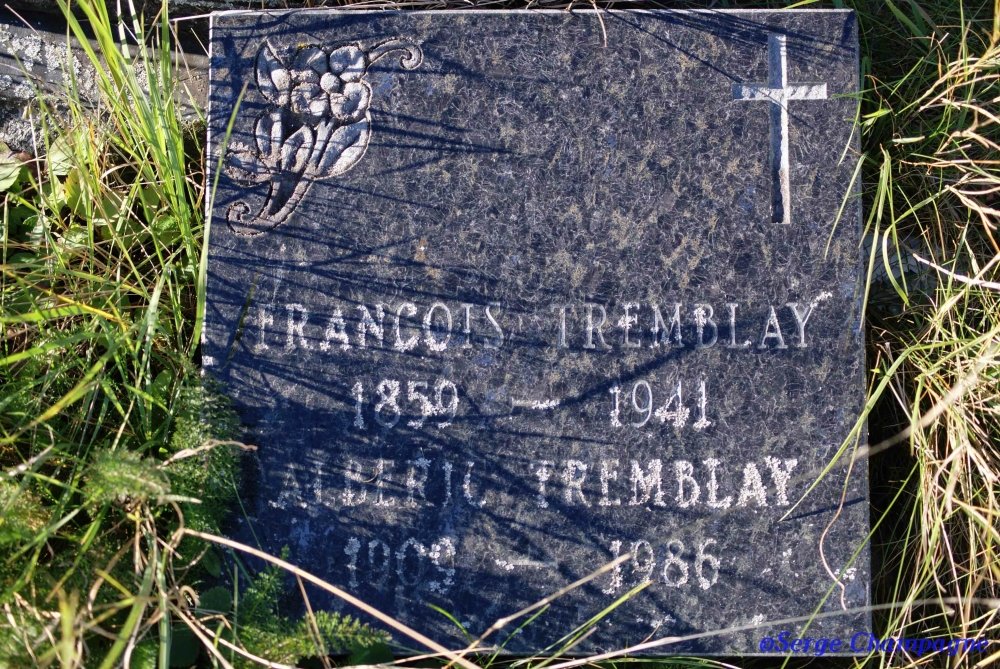 FRANCOIS TREMBLAY
1859 — 1941
ALBERIC TREMBLAY
1909 — 1986
©Serge Champagne